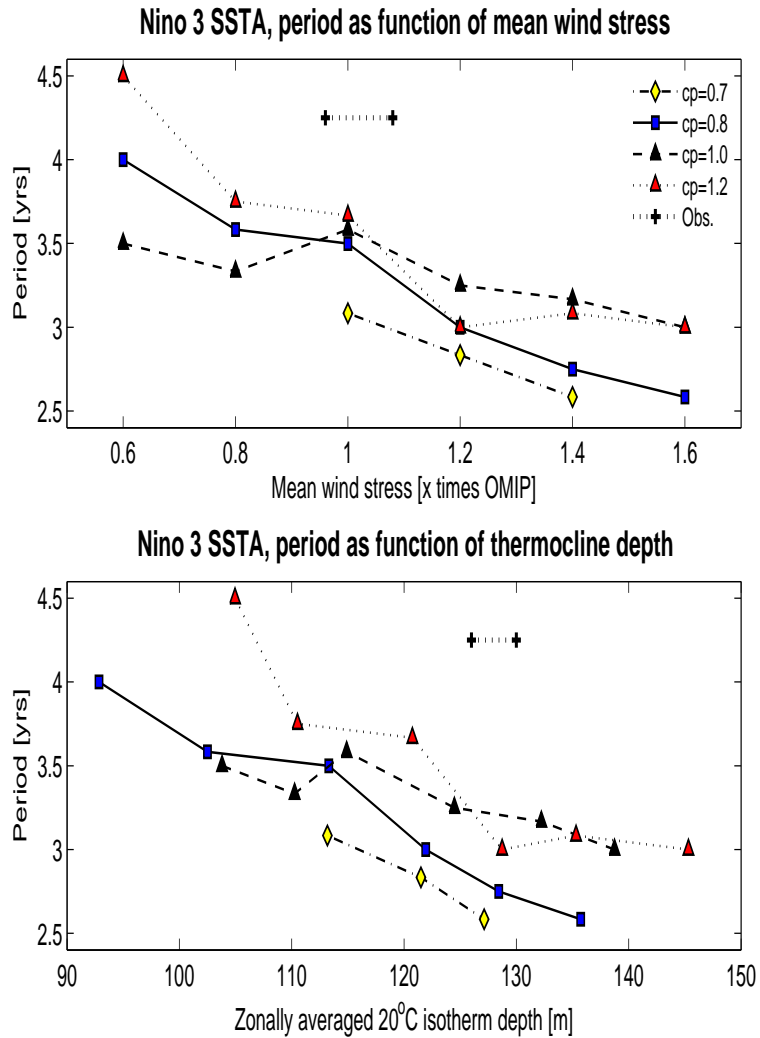 Nino 3 SSTA, period as function of mean wind stress
4.5
4
3.5
3
2.5
Period [yrs]
cp=0.7
cp=0.8
cp=1.0
cp=1.2
Obs.
0.6 0.8 1 1.2 1.4 1.6
Mean wind stress [x times OMIP]
Nino 3 SSTA, period as function of thermocline depth
4.5
4
3.5
3
2.5
Period [yrs]
90 100 110 120 130 140 150
Zonally averaged 20°C isotherm depth [m]